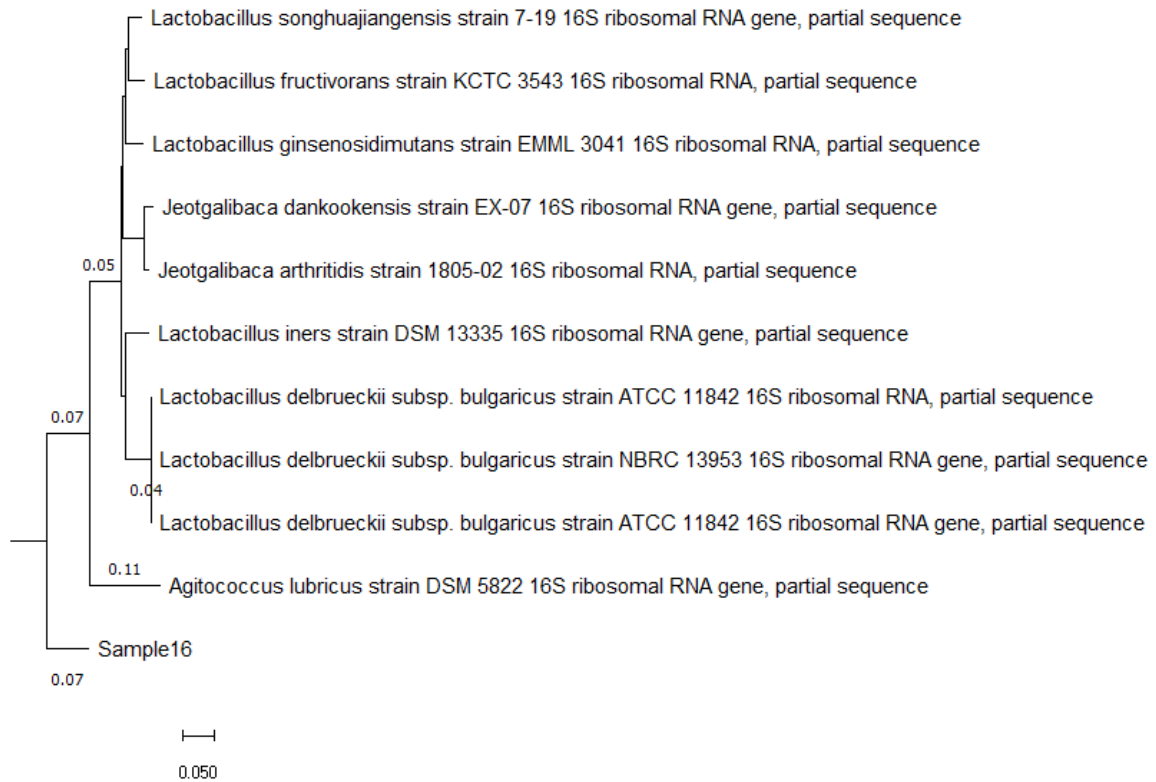 Lactobacillus songhuajiangensis strain 7-19 16S ribosomal RNA gene, partial sequence
Lactobacillus fructivorans strain KCTC 3543 16S ribosomal RNA, partial sequence
Lactobacillus ginsenosidimutans strain EMML 3041 16S ribosomal RNA, partial sequence
Jeotgalibaca dankookensis strain EX-07 16S ribosomal RNA gene, partial sequence
0.05
Jeotgalibaca arthritidis strain 1805-02 16S ribosomal RNA, partial sequence
Lactobacillus iners strain DSM 13335 16S ribosomal RNA gene, partial sequence
Lactobacillus delbrueckii subsp. bulgaricus strain ATCC 11842 16S ribosomal RNA, partial sequence
0.07
Lactobacillus delbrueckii subsp. bulgaricus strain NBRC 13953 16S ribosomal RNA gene, partial sequence
0.04
Lactobacillus delbrueckii subsp. bulgaricus strain ATCC 11842 16S ribosomal RNA gene, partial sequence
0.11
Agitococcus lubricus strain DSM 5822 16S ribosomal RNA gene, partial sequence
Sample16
0.07
0.050